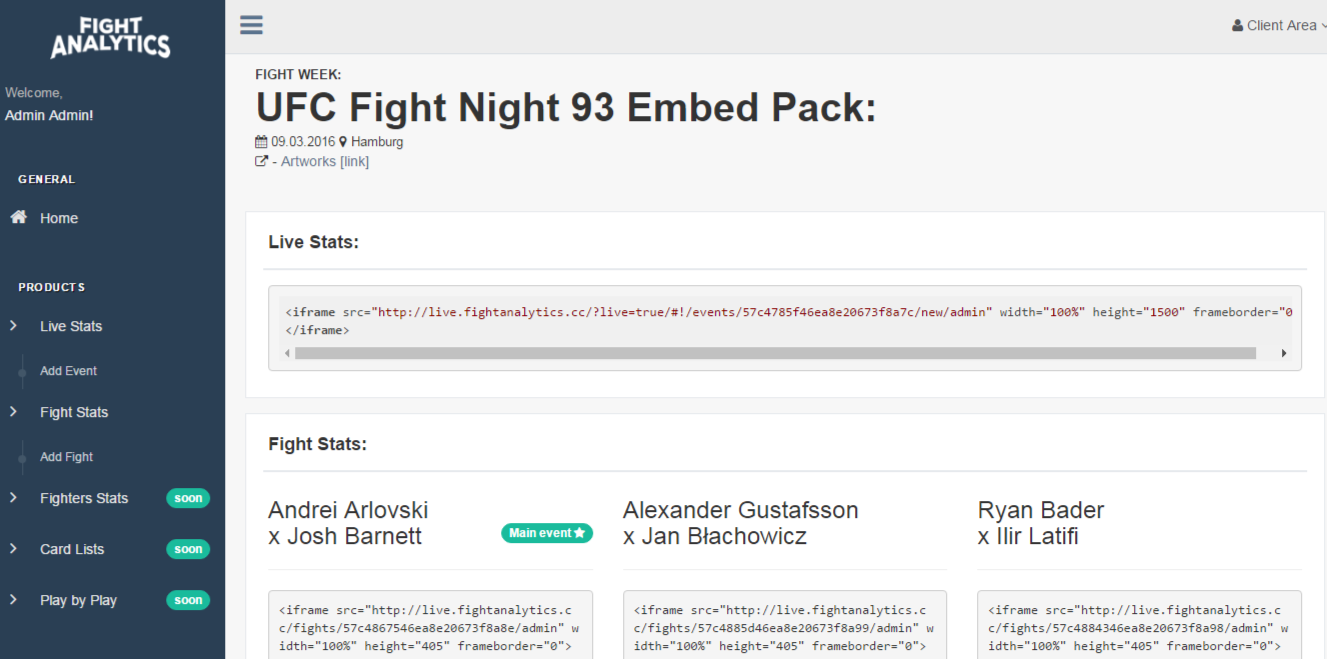 FIGHT
ANALYTICS
Client Area
Welcome,
Admin Admin!
GENERAL
Home
PRODUCTS
Live Stats
Add Event
Fight Stats
Add Fight
Fighters Stats soon
Card Lists soon
Play by Play soon
FIGHT WEEK:
UFC Fight Night 93 Embed Pack:
09.03.2016 Hamburg
- Artworks [link]
Live Stats:
<iframe src="http://live.fightanalytics.cc/?live=true/#!/events/57c4785f46ea8e20673f8a7c/new/admin" width="100%" height="1500" frameborder="0
</iframe>
Fight Stats:
Andrei Arlovski
x Josh Barnett
Main event
<iframe src="http://live.fightanalytics.c
c/fights/57c4867546ea8e20673f8a8e/admin" w
idth="100%" height="405" frameborder="0">
Alexander Gustafsson
x Jan Błachowicz
<iframe src="http://live.fightanalytics.c
c/fights/57c4885d46ea8e20673f8a99/admin" w
idth="100%" height="405" frameborder="0">
Ryan Bader
x Ilir Latifi
<iframe src="http://live.fightanalytics.c
c/fights/57c4884346ea8e20673f8a98/admin" w
idth="100%" height="405" frameborder="0">